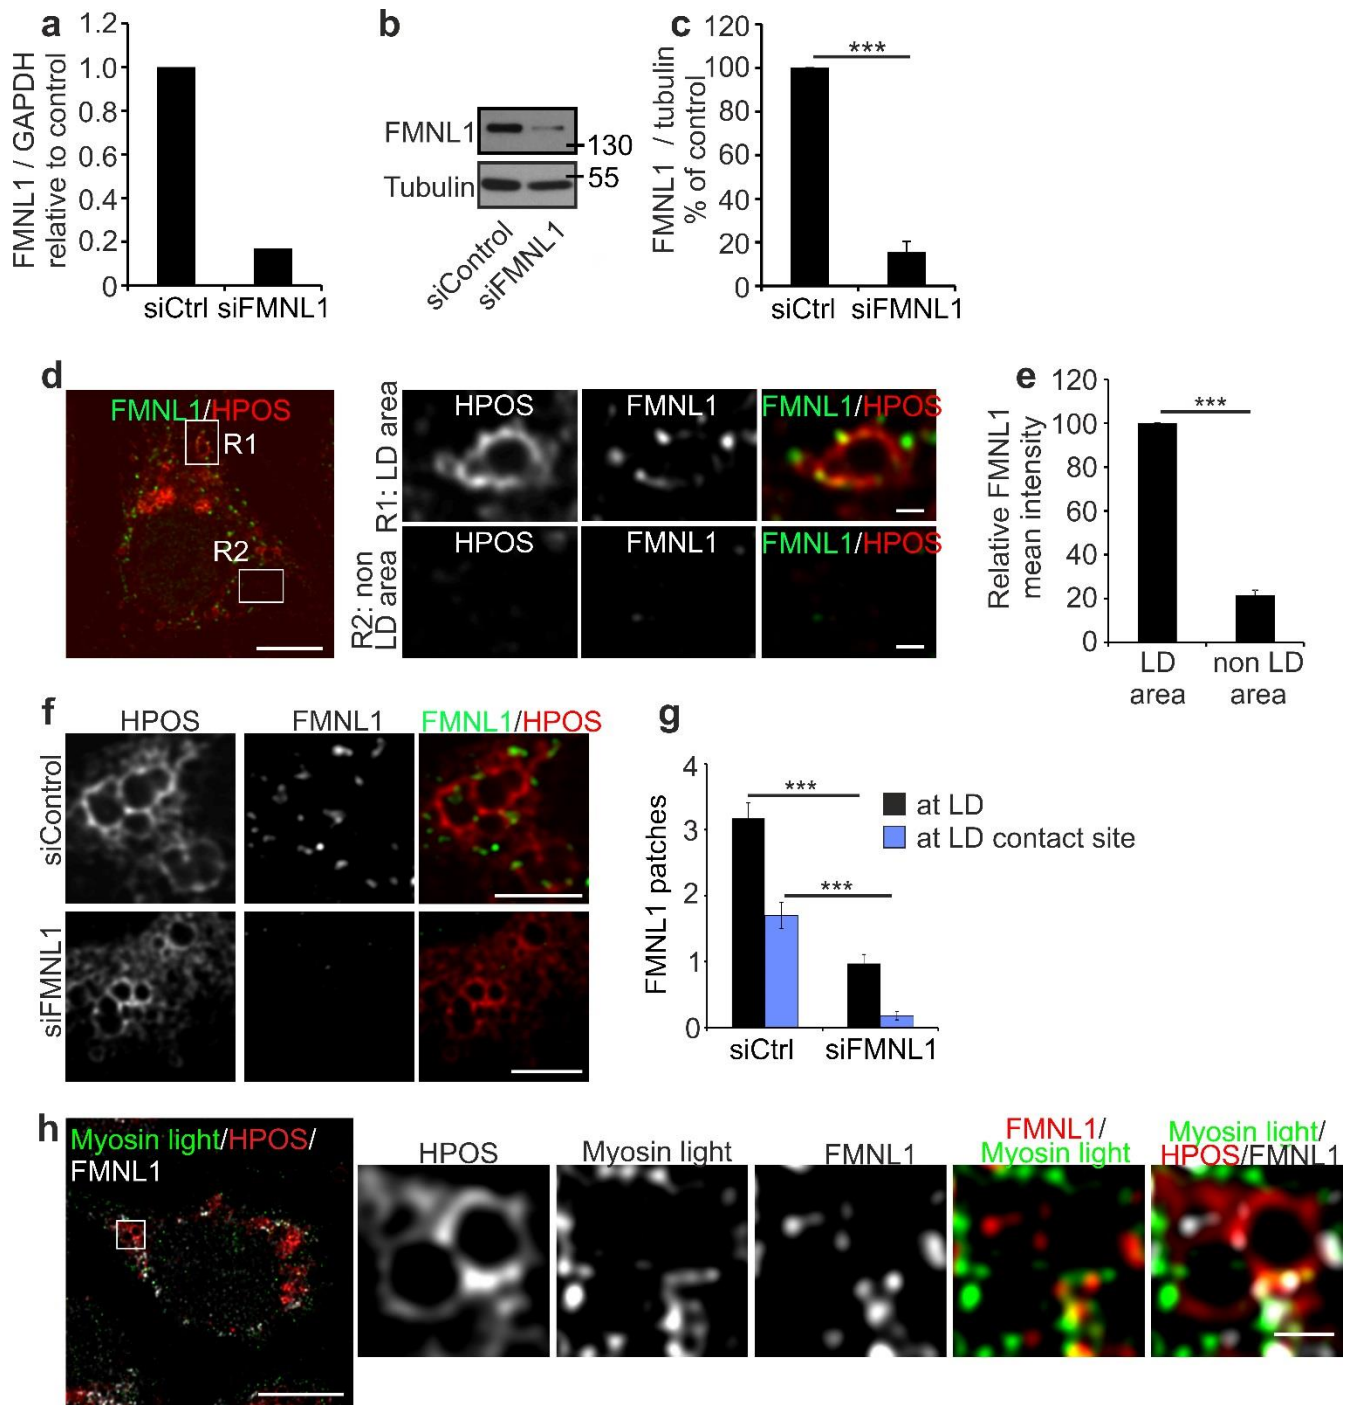 a
FMNL1 / GAPDH
relative to control
1.2
1.0
0.8
0.6
0.4
0.2
0
siCtrl siFMNL1
b
FMNL1
130
Tubulin
55
siControl
siFMNL1
c
FMNL1 / tubulin
% of control
120
100
80
60
40
20
0
***
siCtrl siFMNL1
d
FMNL1/HPOS
R1
R2
R1: LD area
HPOS
FMNL1
FMNL1/HPOS
R2: non
LD area
HPOS
FMNL1
FMNL1/HPOS
e
Relative FMNL1
mean intensity
120
100
80
60
40
20
0
***
LD
area
non LD
area
f
HPOS
FMNL1
FMNL1/HPOS
siControl
siFMNL1
g
FMNL1 patches
4
3
2
1
0
***
***
at LD
at LD contact site
siCtrl siFMNL1
h
Myosin light/HPOS/
FMNL1
HPOS
Myosin light
FMNL1
FMNL1/
Myosin light
Myosin light/
HPOS/FMNL1